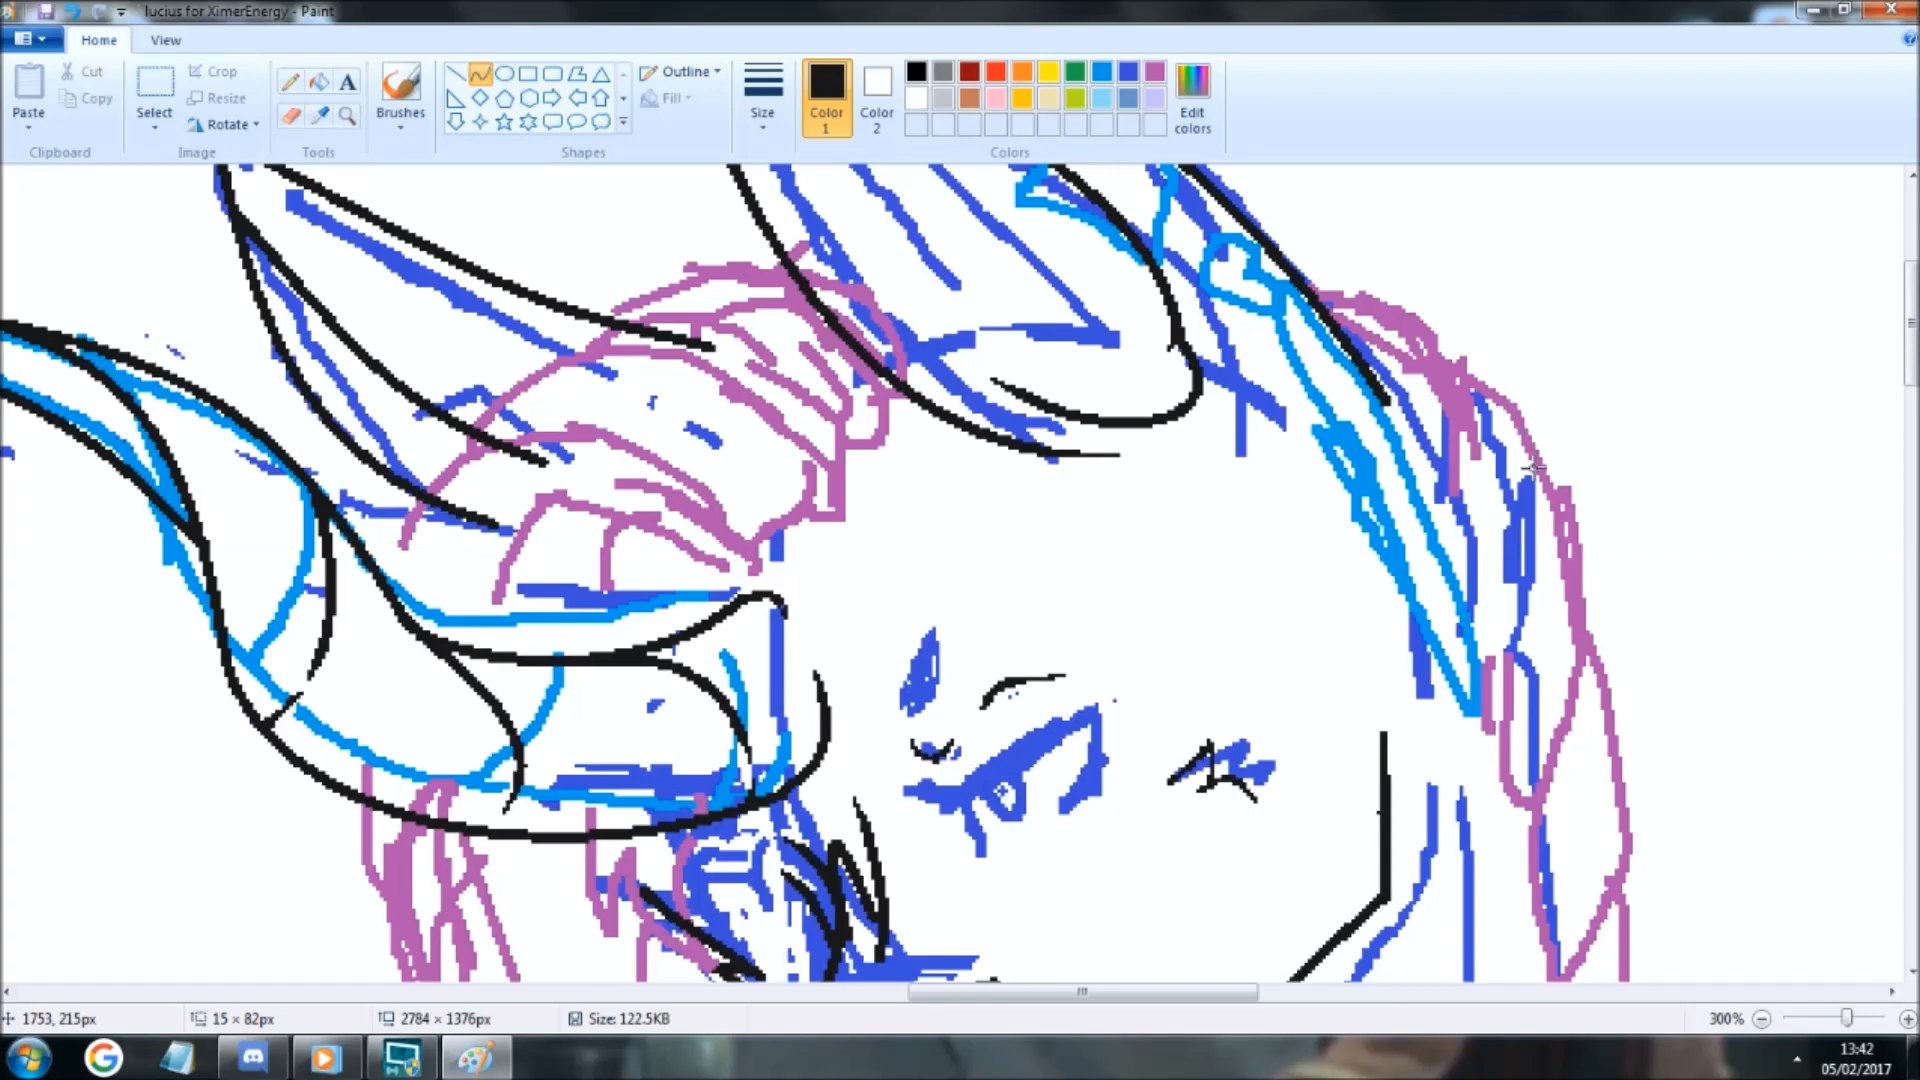 lucius for XimerEnergy - Paint
Home View
Paste
Cut
Copy
Clipboard
Select
Crop
Resize
Rotate
Image
A
Tools
Brushes
Outline
Fill
Shapes
Size
Color 1
Color 2
Edit colors
Colors
1753, 215px
15 × 82px
2784 × 1376px
Size: 122.5KB
300%
13:42
05/02/2017